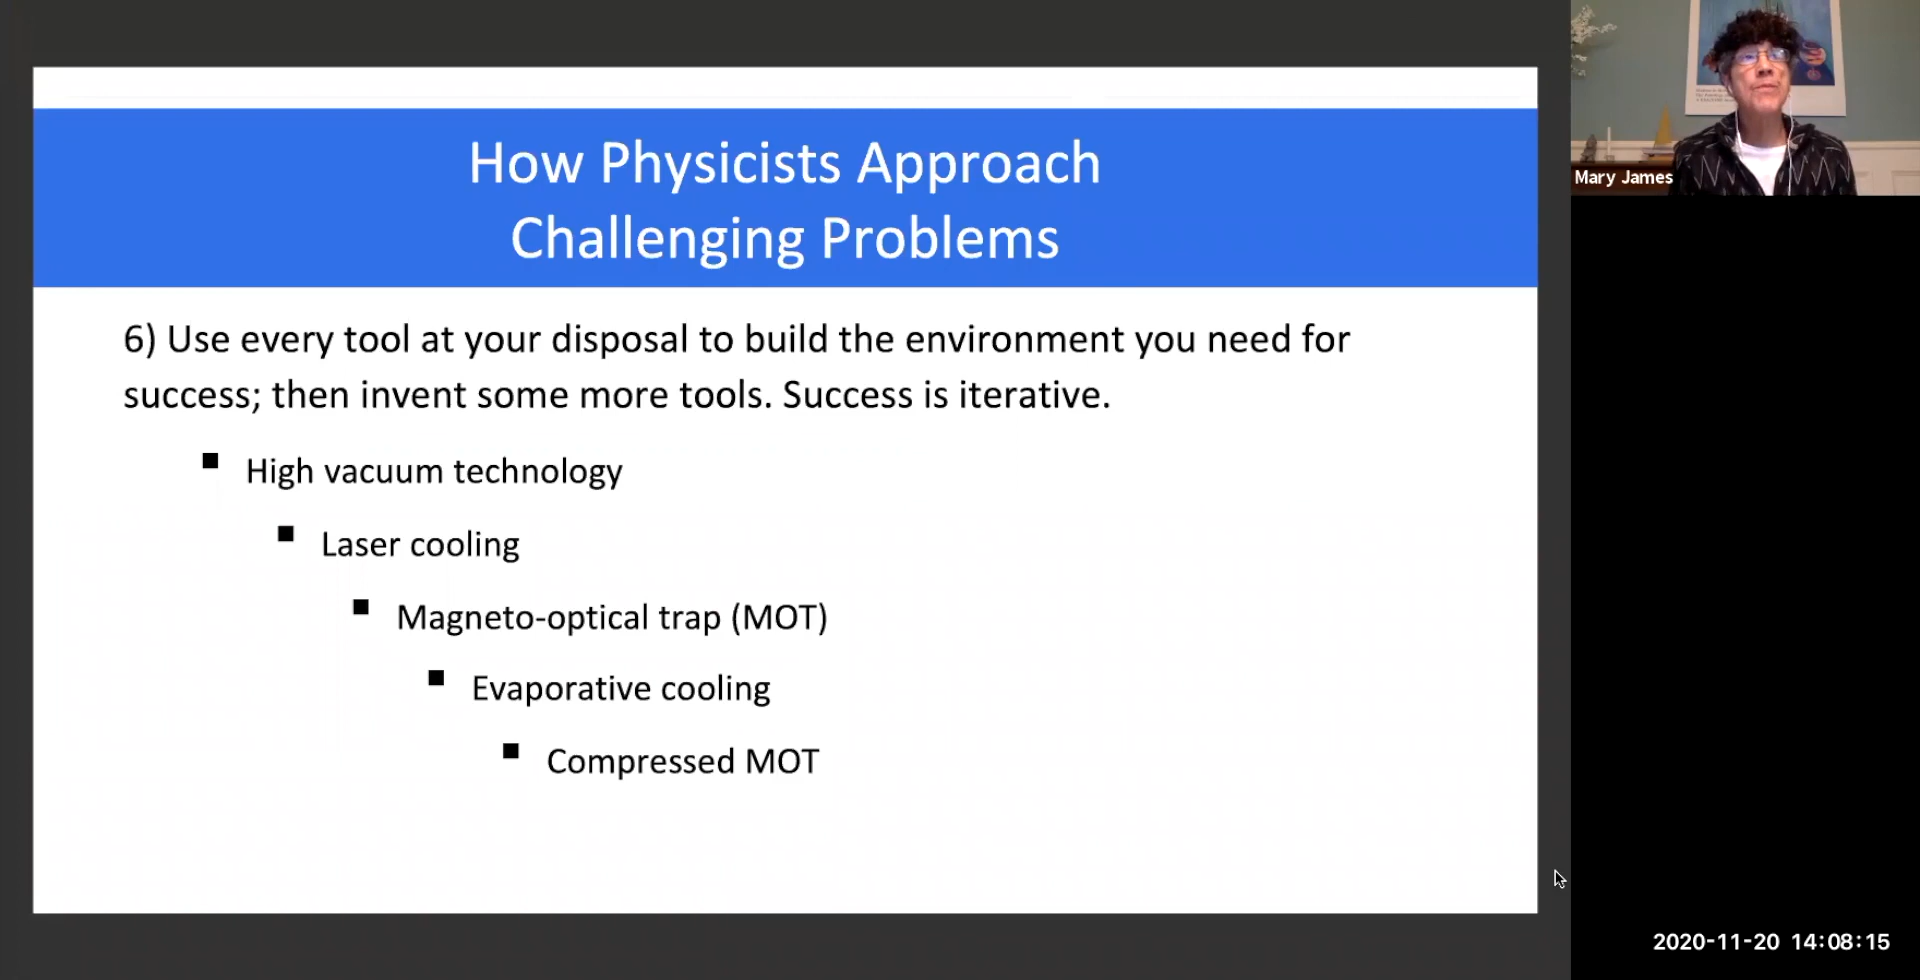 How Physicists Approach
Challenging Problems
6) Use every tool at your disposal to build the environment you need for
success; then invent some more tools. Success is iterative.
High vacuum technology
Laser cooling
Magneto-optical trap (MOT)
Evaporative cooling
Compressed MOT
Mary James
2020-11-20 14:08:15